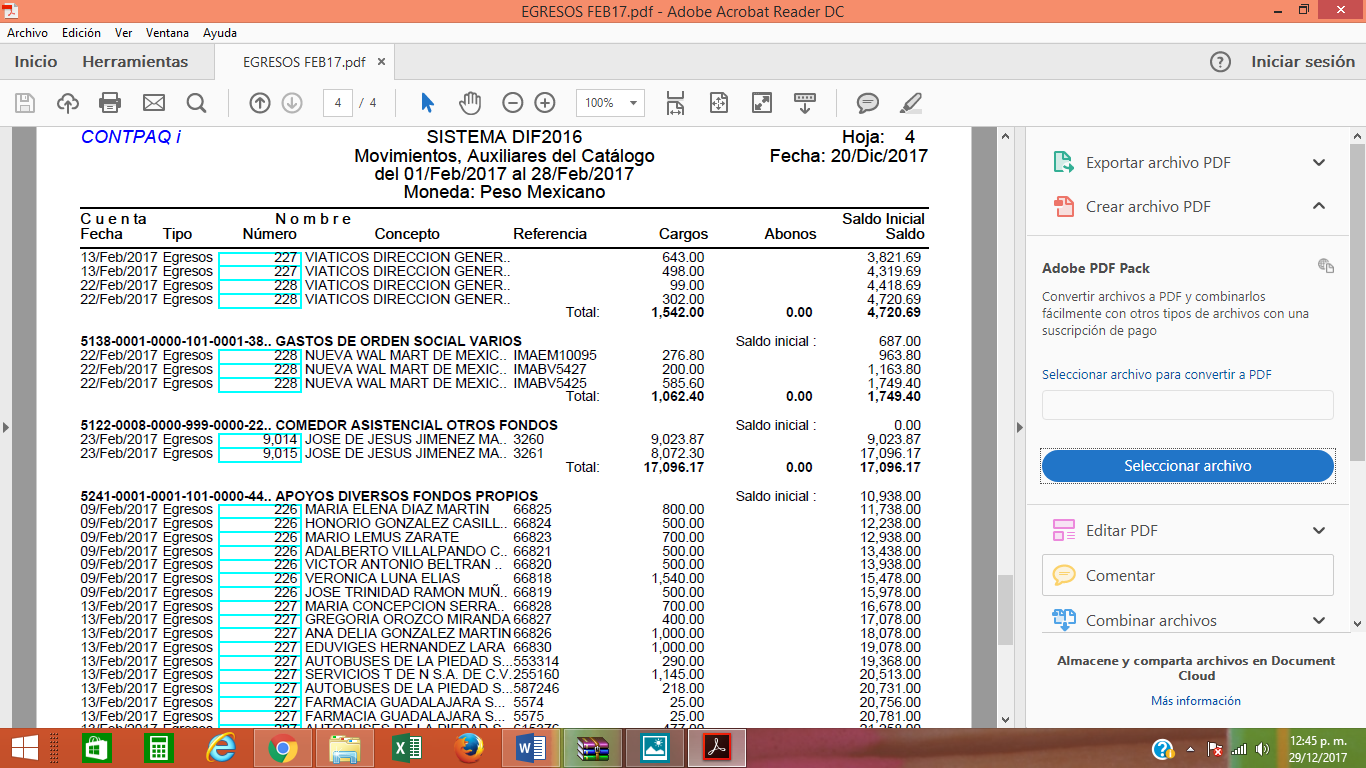 EGRESOS FEB17.pdf - Adobe Acrobat Reader DC
Archivo Edición Ver Ventana Ayuda
Inicio Herramientas EGRESOS FEB17.pdf × Iniciar sesión
4 / 4 100%
CONTPAQ i SISTEMA DIF2016 Hoja: 4
Movimientos, Auxiliares del Catálogo Fecha: 20/Dic/2017
del 01/Feb/2017 al 28/Feb/2017
Moneda: Peso Mexicano
C u e n ta N o m b r e Saldo Inicial
Fecha Tipo Número Concepto Referencia Cargos Abonos Saldo
13/Feb/2017 Egresos 227 VIATICOS DIRECCION GENER.. 643.00 3,821.69
13/Feb/2017 Egresos 227 VIATICOS DIRECCION GENER.. 498.00 4,319.69
22/Feb/2017 Egresos 228 VIATICOS DIRECCION GENER.. 99.00 4,418.69
22/Feb/2017 Egresos 228 VIATICOS DIRECCION GENER.. 302.00 4,720.69
Total: 1,542.00 0.00 4,720.69
5138-0001-0000-101-0001-38.. GASTOS DE ORDEN SOCIAL VARIOS Saldo inicial : 687.00
22/Feb/2017 Egresos 228 NUEVA WAL MART DE MEXIC.. IMAEM10095 276.80 963.80
22/Feb/2017 Egresos 228 NUEVA WAL MART DE MEXIC.. IMABV5427 200.00 1,163.80
22/Feb/2017 Egresos 228 NUEVA WAL MART DE MEXIC.. IMABV5425 585.60 1,749.40
Total: 1,062.40 0.00 1,749.40
5122-0008-0000-999-0000-22.. COMEDOR ASISTENCIAL OTROS FONDOS Saldo inicial : 0.00
23/Feb/2017 Egresos 9,014 JOSE DE JESUS JIMENEZ MA.. 3260 9,023.87 9,023.87
23/Feb/2017 Egresos 9,015 JOSE DE JESUS JIMENEZ MA.. 3261 8,072.30 17,096.17
Total: 17,096.17 0.00 17,096.17
5241-0001-0001-101-0000-44.. APOYOS DIVERSOS FONDOS PROPIOS Saldo inicial : 10,938.00
09/Feb/2017 Egresos 226 MARIA ELENA DIAZ MARTIN 66825 800.00 11,738.00
09/Feb/2017 Egresos 226 HONORIO GONZALEZ CASILL.. 66824 500.00 12,238.00
09/Feb/2017 Egresos 226 MARIO LEMUS ZARATE 66823 700.00 12,938.00
09/Feb/2017 Egresos 226 ADALBERTO VILLALPANDO C.. 66821 500.00 13,438.00
09/Feb/2017 Egresos 226 VICTOR ANTONIO BELTRAN .. 66820 500.00 13,938.00
09/Feb/2017 Egresos 226 VERONICA LUNA ELIAS 66818 1,540.00 15,478.00
09/Feb/2017 Egresos 226 JOSE TRINIDAD RAMON MUÑ.. 66819 500.00 15,978.00
13/Feb/2017 Egresos 227 MARIA CONCEPCION SERRA.. 66828 700.00 16,678.00
13/Feb/2017 Egresos 227 GREGORIA OROZCO MIRANDA 66827 400.00 17,078.00
13/Feb/2017 Egresos 227 ANA DELIA GONZALEZ MARTIN 66826 1,000.00 18,078.00
13/Feb/2017 Egresos 227 EDUVIGES HERNANDEZ LARA 66830 1,000.00 19,078.00
13/Feb/2017 Egresos 227 AUTOBUSES DE LA PIEDAD S... 553314 290.00 19,368.00
13/Feb/2017 Egresos 227 SERVICIOS T DE N S.A. DE C.V. 255160 1,145.00 20,513.00
13/Feb/2017 Egresos 227 AUTOBUSES DE LA PIEDAD S... 587246 218.00 20,731.00
13/Feb/2017 Egresos 227 FARMACIA GUADALAJARA S... 5574 25.00 20,756.00
13/Feb/2017 Egresos 227 FARMACIA GUADALAJARA S... 5575 25.00 20,781.00
Exportar archivo PDF
Crear archivo PDF
Adobe PDF Pack
Convertir archivos a PDF y combinarlos
fácilmente con otros tipos de archivos con una
suscripción de pago
Seleccionar archivo para convertir a PDF
Seleccionar archivo
Editar PDF
Comentar
Combinar archivos
Almacene y comparta archivos en Document
Cloud
Más información
12:45 p. m.
29/12/2017